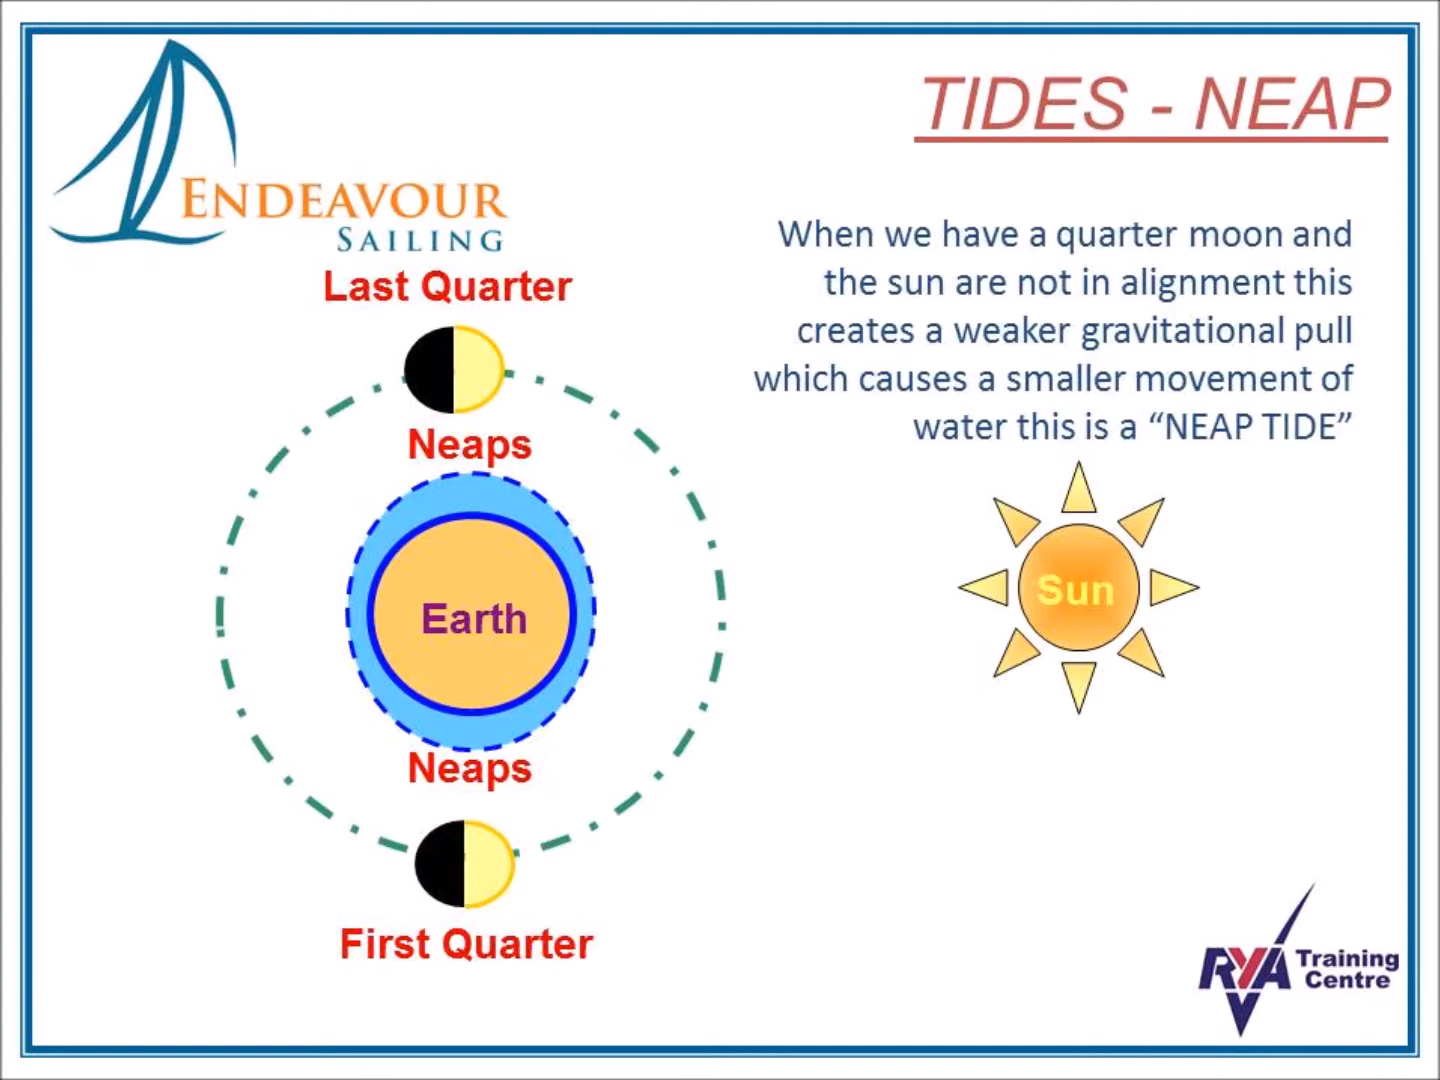 TIDES - NEAP
ENDEAVOUR
SAILING
When we have a quarter moon and
the sun are not in alignment this
creates a weaker gravitational pull
which causes a smaller movement of
water this is a “NEAP TIDE”
Last Quarter
Neaps
Earth
Sun
Neaps
First Quarter
RYA Training
Centre